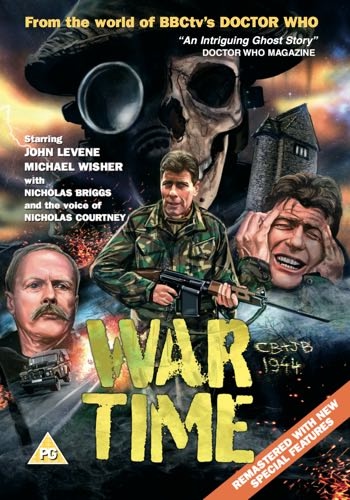 From the world of BBCtv's DOCTOR WHO
"An Intriguing Ghost Story"
DOCTOR WHO MAGAZINE
Starring
JOHN LEVENE
MICHAEL WISHER
with
NICHOLAS BRIGGS
and the voice of
NICHOLAS COURTNEY
WAR
TIME
CB+JB
1944
PG
REMASTERED WITH NEW
SPECIAL FEATURES